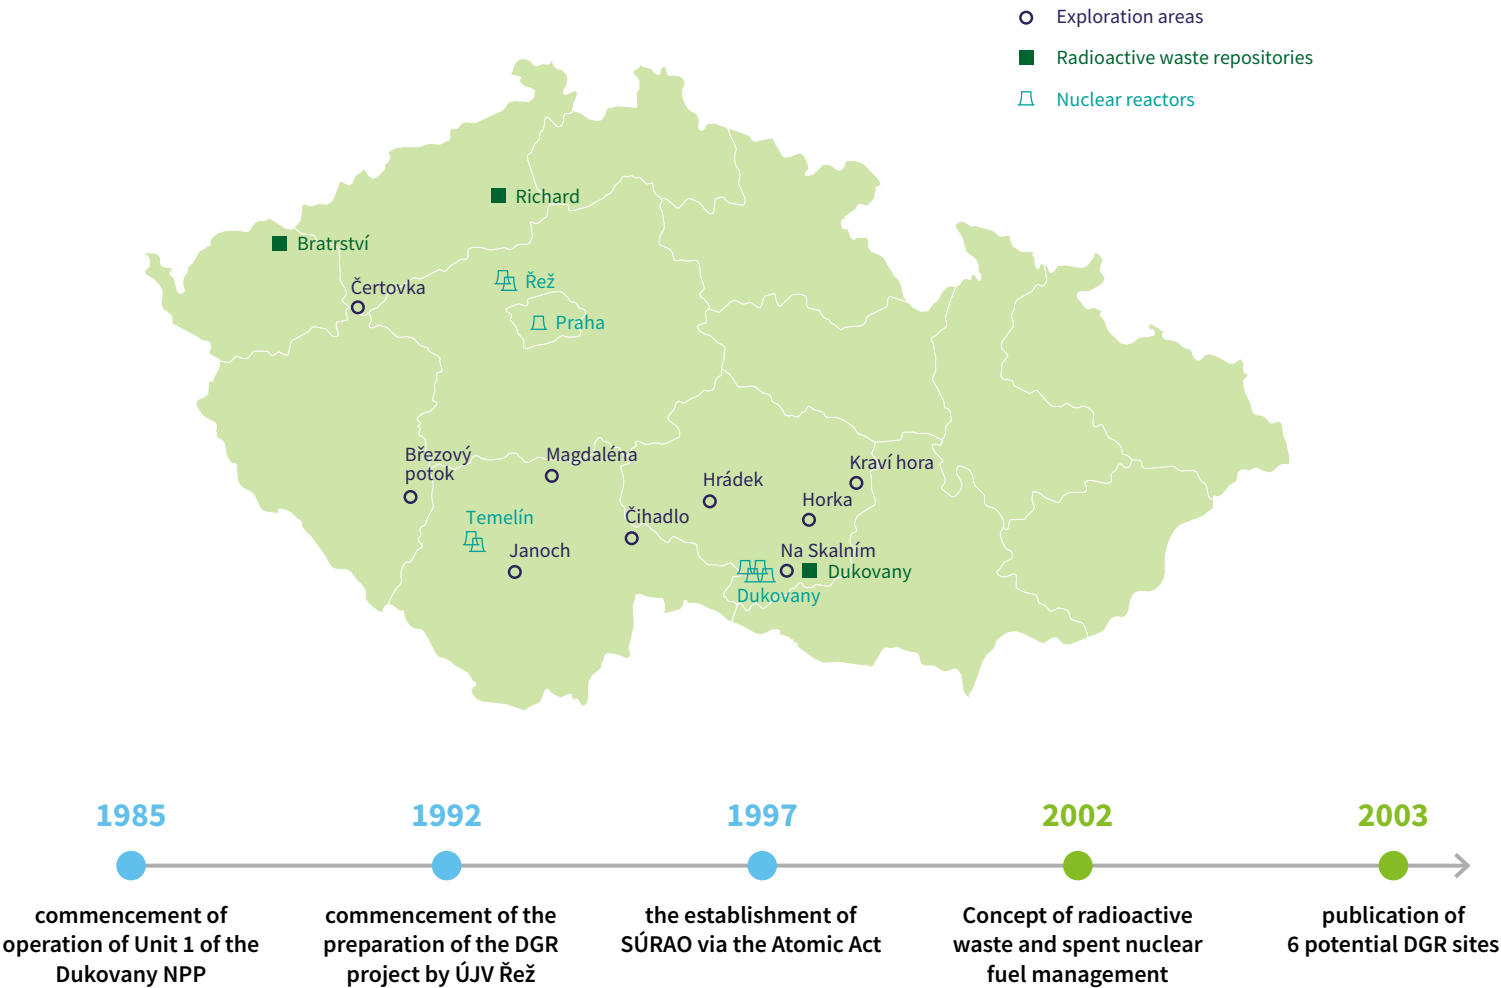 Exploration areas
Radioactive waste repositories
Nuclear reactors
Richard
Bratrství
Čertovka
Řež
Praha
Březový
potok
Magdaléna
Hrádek
Kraví hora
Horka
Temelín
Čihadlo
Janoch
Na Skalním
Dukovany
Dukovany
1985
commencement of
operation of Unit 1 of the
Dukovany NPP
1992
commencement of the
preparation of the DGR
project by ÚJV Řež
1997
the establishment of
SÚRAO via the Atomic Act
2002
Concept of radioactive
waste and spent nuclear
fuel management
2003
publication of
6 potential DGR sites